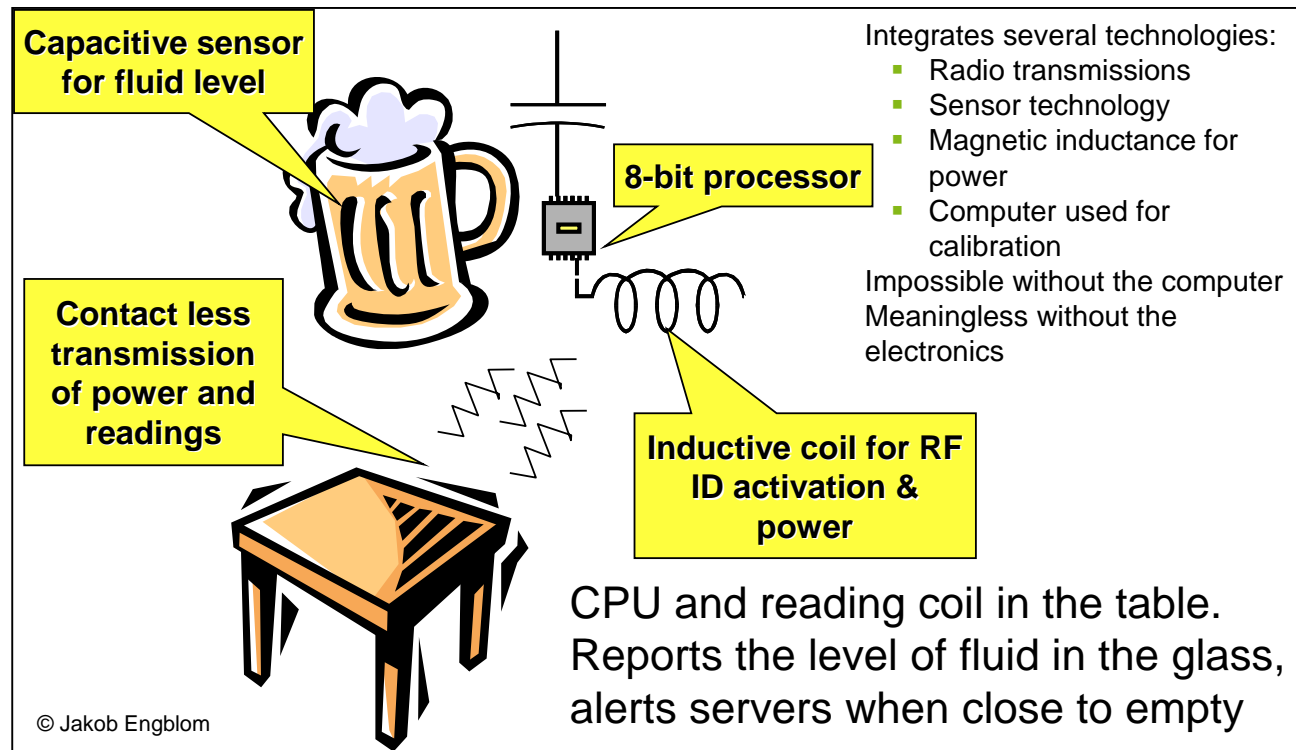 Capacitive sensor
for fluid level
Integrates several technologies:
Radio transmissions
Sensor technology
Magnetic inductance for
power
Computer used for
calibration
Impossible without the computer
Meaningless without the
electronics
8-bit processor
Contact less
transmission
of power and
readings
Inductive coil for RF
ID activation &
power
CPU and reading coil in the table.
Reports the level of fluid in the glass,
alerts servers when close to empty
© Jakob Engblom